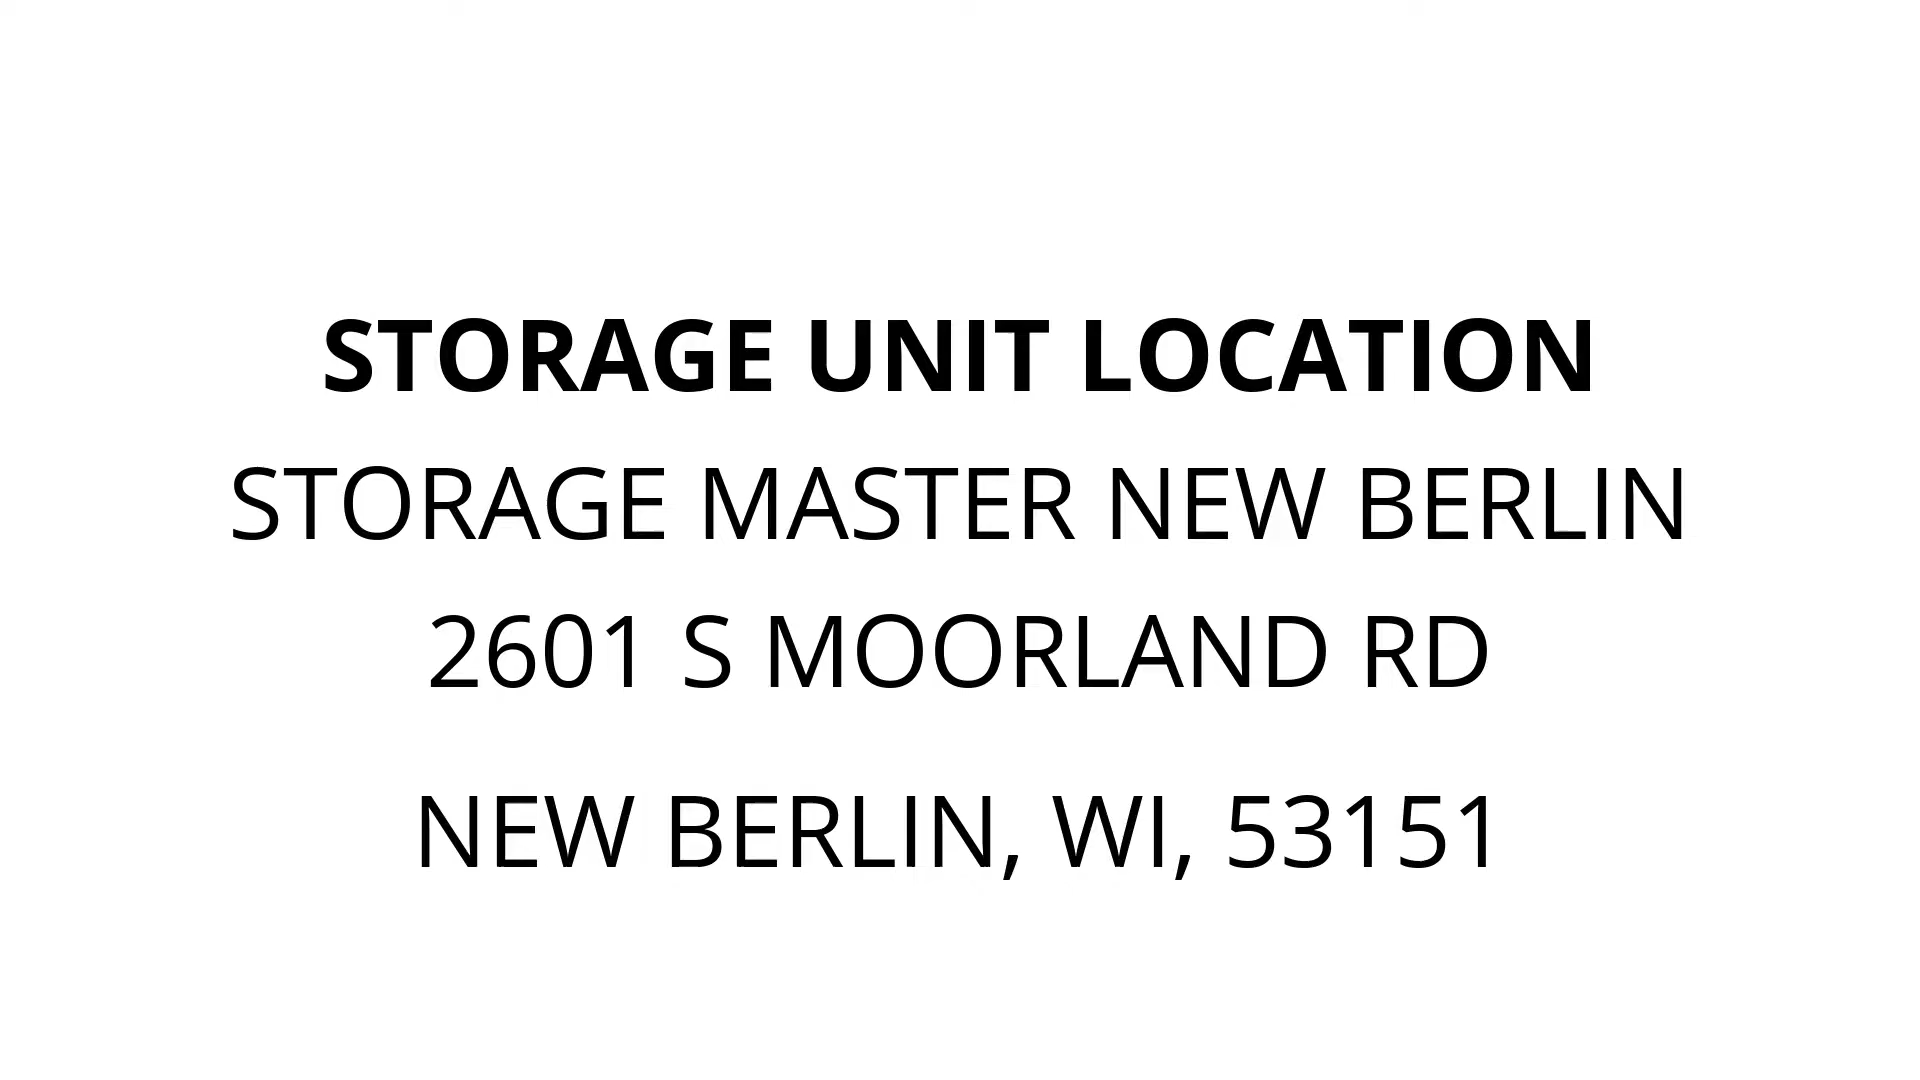 STORAGE UNIT LOCATION
STORAGE MASTER NEW BERLIN
2601 S MOORLAND RD
NEW BERLIN, WI, 53151